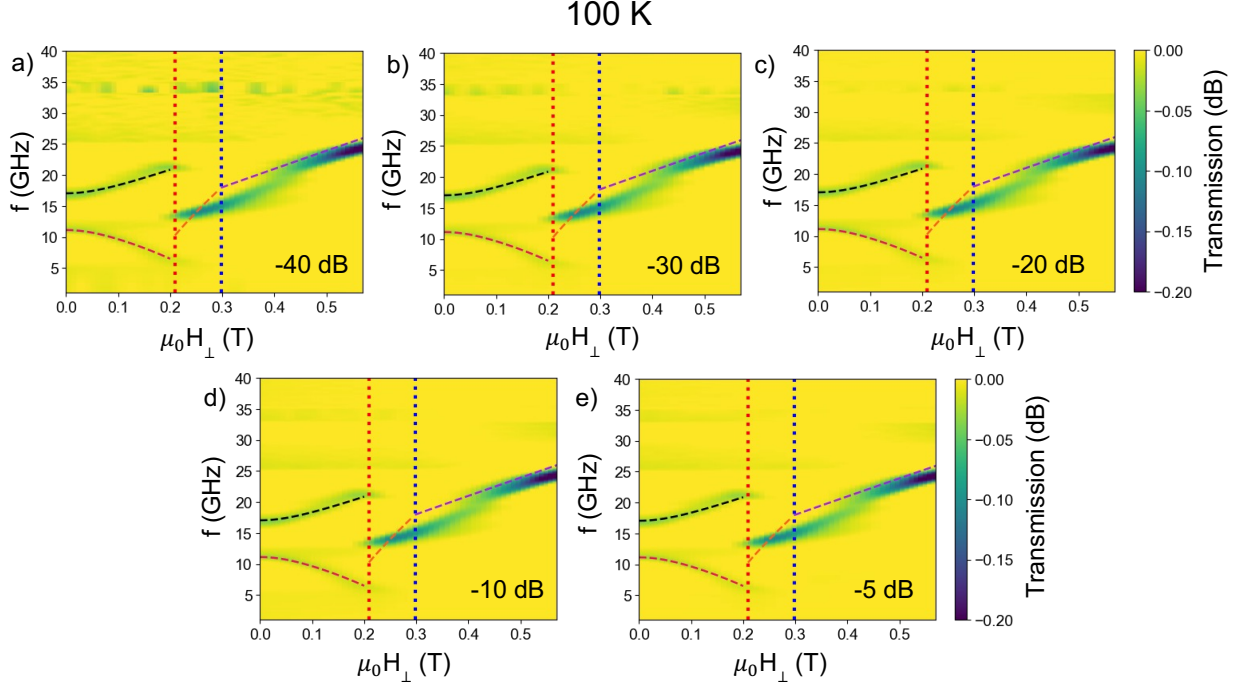 100 K
a)
40
35
30
25
20
15
10
5
f (GHz)
-40 dB
0.0 0.1 0.2 0.3 0.4 0.5
μ₀H⊥ (T)
b)
40
35
30
25
20
15
10
5
f (GHz)
-30 dB
0.0 0.1 0.2 0.3 0.4 0.5
μ₀H⊥ (T)
c)
40
35
30
25
20
15
10
5
f (GHz)
-20 dB
0.0 0.1 0.2 0.3 0.4 0.5
μ₀H⊥ (T)
0.00
−0.05
−0.10
−0.15
−0.20
Transmission (dB)
d)
40
35
30
25
20
15
10
5
f (GHz)
-10 dB
0.0 0.1 0.2 0.3 0.4 0.5
μ₀H⊥ (T)
e)
40
35
30
25
20
15
10
5
f (GHz)
-5 dB
0.0 0.1 0.2 0.3 0.4 0.5
μ₀H⊥ (T)
0.00
−0.05
−0.10
−0.15
−0.20
Transmission (dB)